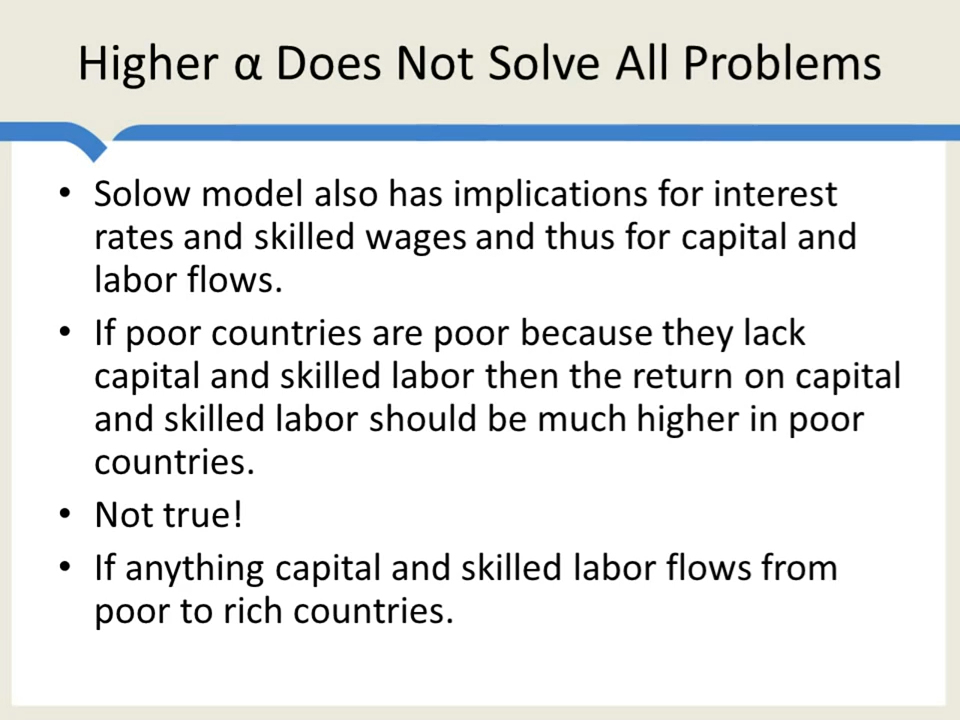 Higher α Does Not Solve All Problems
• Solow model also has implications for interest
rates and skilled wages and thus for capital and
labor flows.
• If poor countries are poor because they lack
capital and skilled labor then the return on capital
and skilled labor should be much higher in poor
countries.
• Not true!
• If anything capital and skilled labor flows from
poor to rich countries.